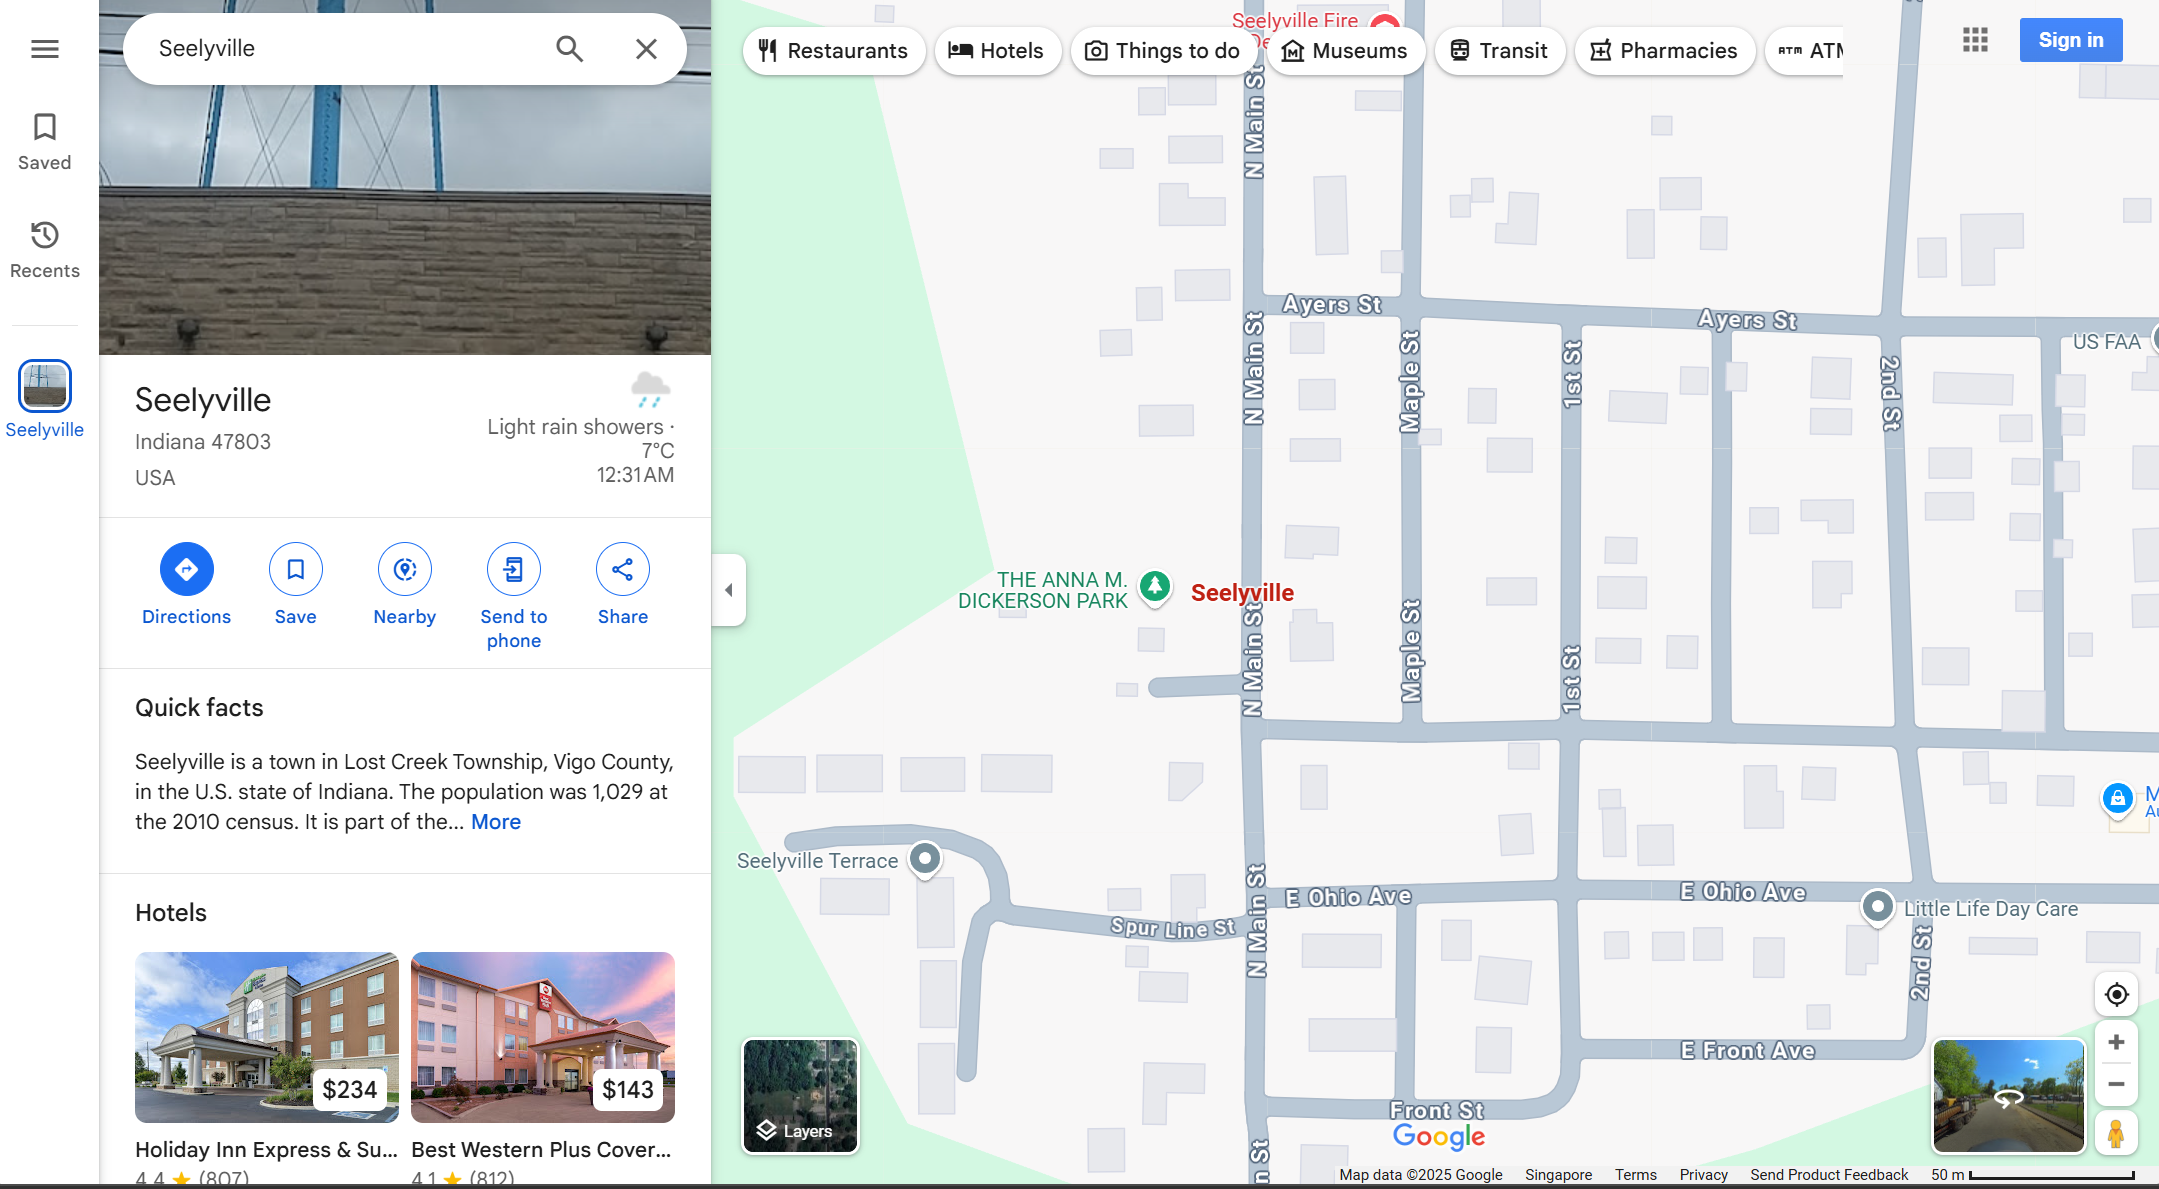 Seelyville
Saved
Recents
Seelyville
Seelyville
Indiana 47803
USA
Light rain showers ·
7°C
12:31 AM
Directions
Save
Nearby
Send to
phone
Share
Quick facts
Seelyville is a town in Lost Creek Township, Vigo County,
in the U.S. state of Indiana. The population was 1,029 at
the 2010 census. It is part of the... More
Hotels
$234
$143
Holiday Inn Express & Su...
Best Western Plus Cover...
4.4 (807)
4.1 (812)
Seelyville Fire
De
Restaurants
Hotels
Things to do
Museums
Transit
Pharmacies
ATM
Sign in
N Main St
Ayers St
Ayers St
US FAA
N Main St
Maple St
1st St
2nd St
THE ANNA M.
DICKERSON PARK
Seelyville
N Main St
Maple St
1st St
M
Au
Seelyville Terrace
N Main St
E Ohio Ave
E Ohio Ave
Little Life Day Care
Spur Line St
2nd St
E Front Ave
Front St
Google
Layers
n St
Map data ©2025 Google
Singapore
Terms
Privacy
Send Product Feedback
50 m